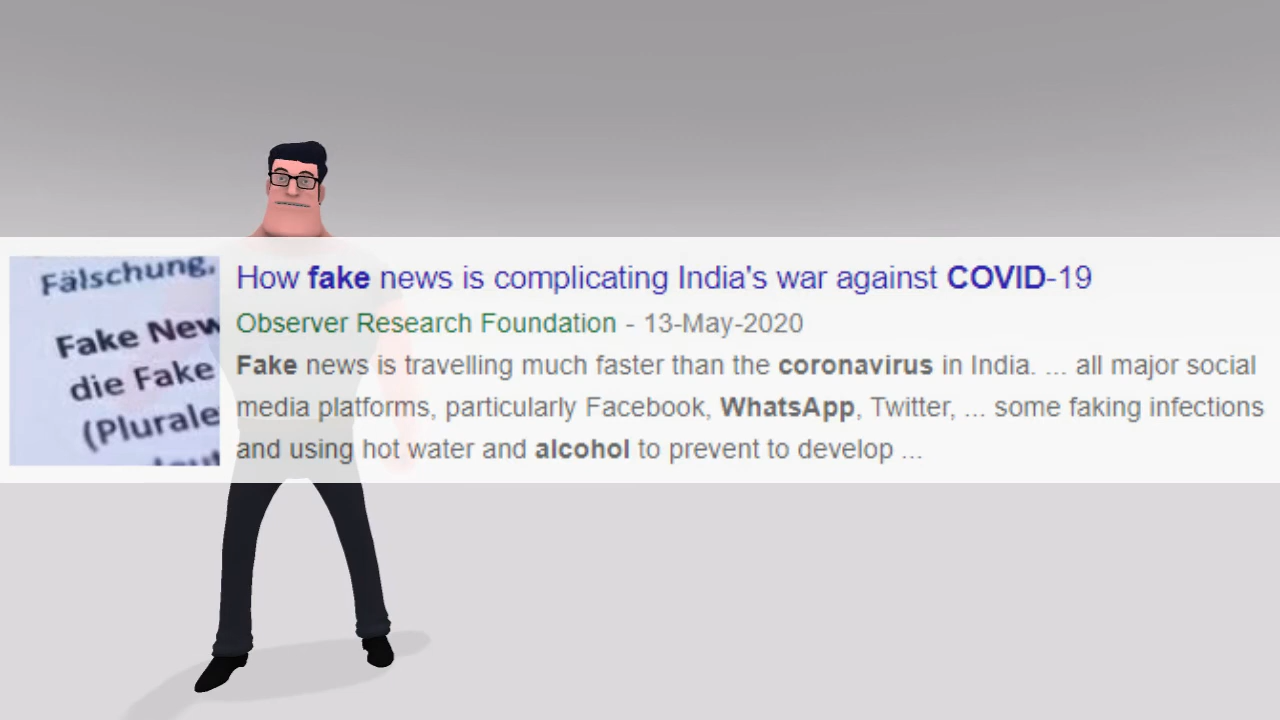 Fälschung,
Fake New
die Fake
(Plurale
How fake news is complicating India's war against COVID-19
Observer Research Foundation - 13-May-2020
Fake news is travelling much faster than the coronavirus in India. ... all major social
media platforms, particularly Facebook, WhatsApp, Twitter, ... some faking infections
and using hot water and alcohol to prevent to develop ...